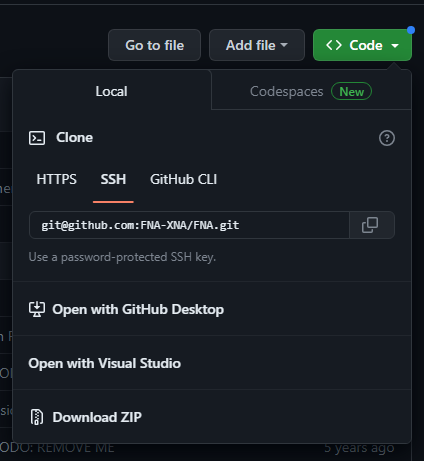 Go to file Add file Code
Local Codespaces New
Clone
HTTPS SSH GitHub CLI
git@github.com:FNA-XNA/FNA.git
Use a password-protected SSH key.
Open with GitHub Desktop
Open with Visual Studio
Download ZIP
ODO: REMOVE ME 5 years ago